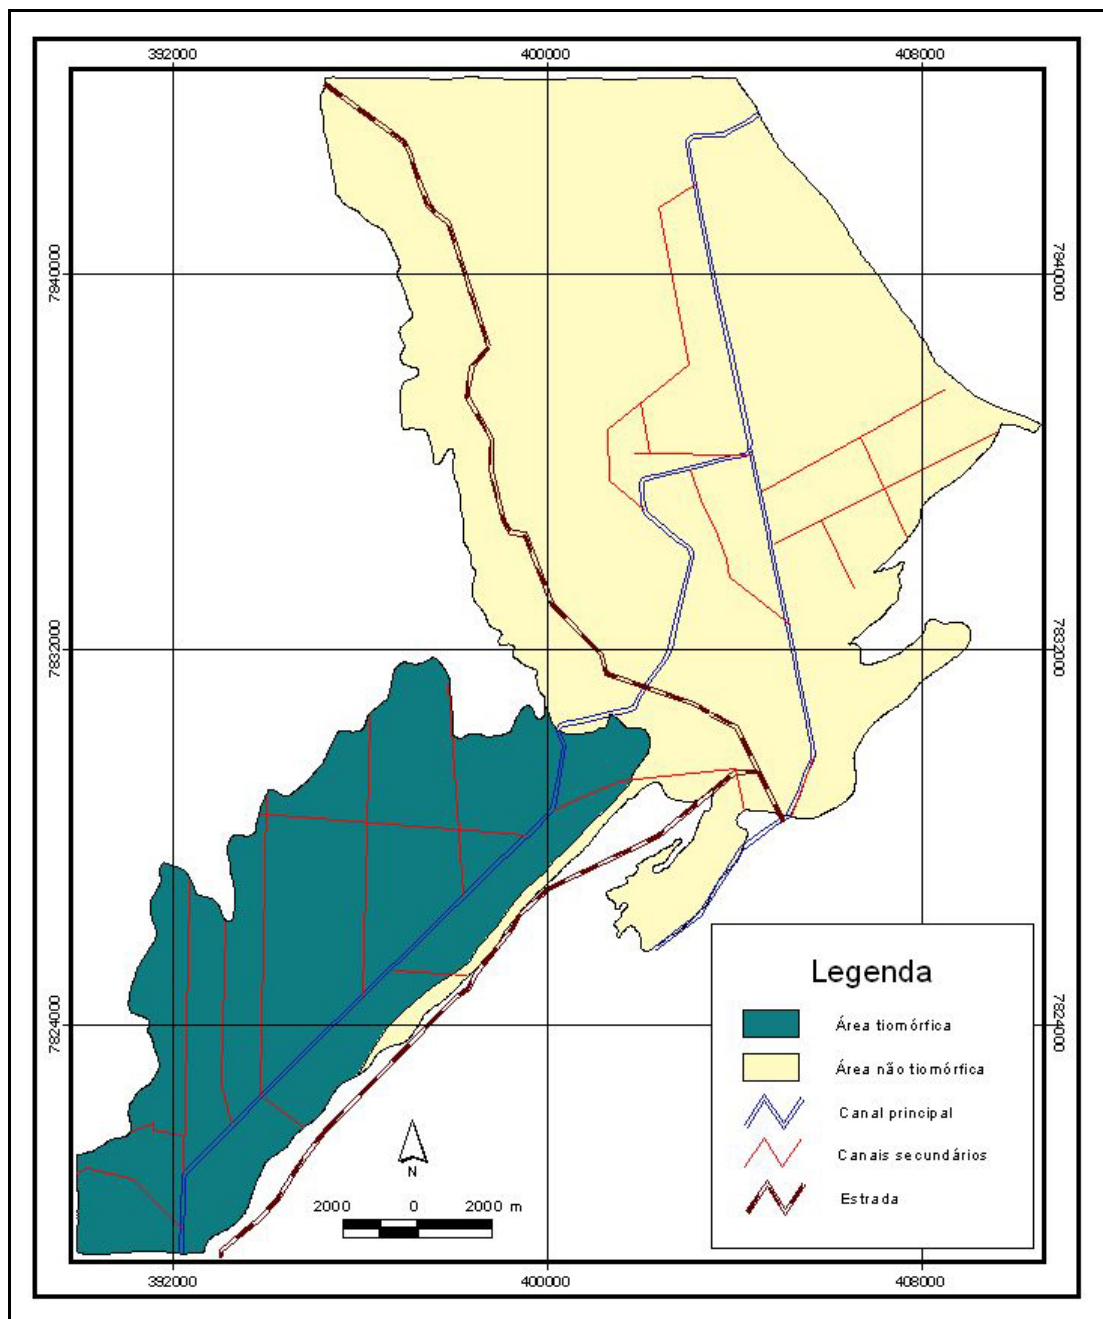 392000
400000
408000
7840000
7840000
7832000
7832000
7824000
7824000
Legenda
Área tiomórfica
Área não tiomórfica
Canal principal
Canais secundários
Estrada
N
2000 0 2000 m
392000
400000
408000